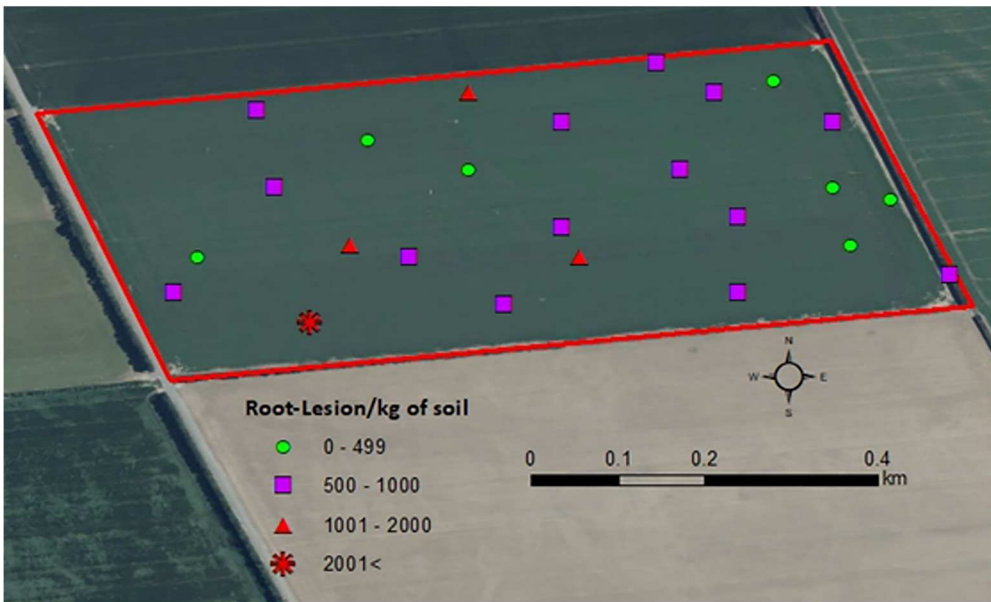 N
W E
S
Root-Lesion/kg of soil
0 - 499
500 - 1000
1001 - 2000
2001<
0 0.1 0.2 0.4
km